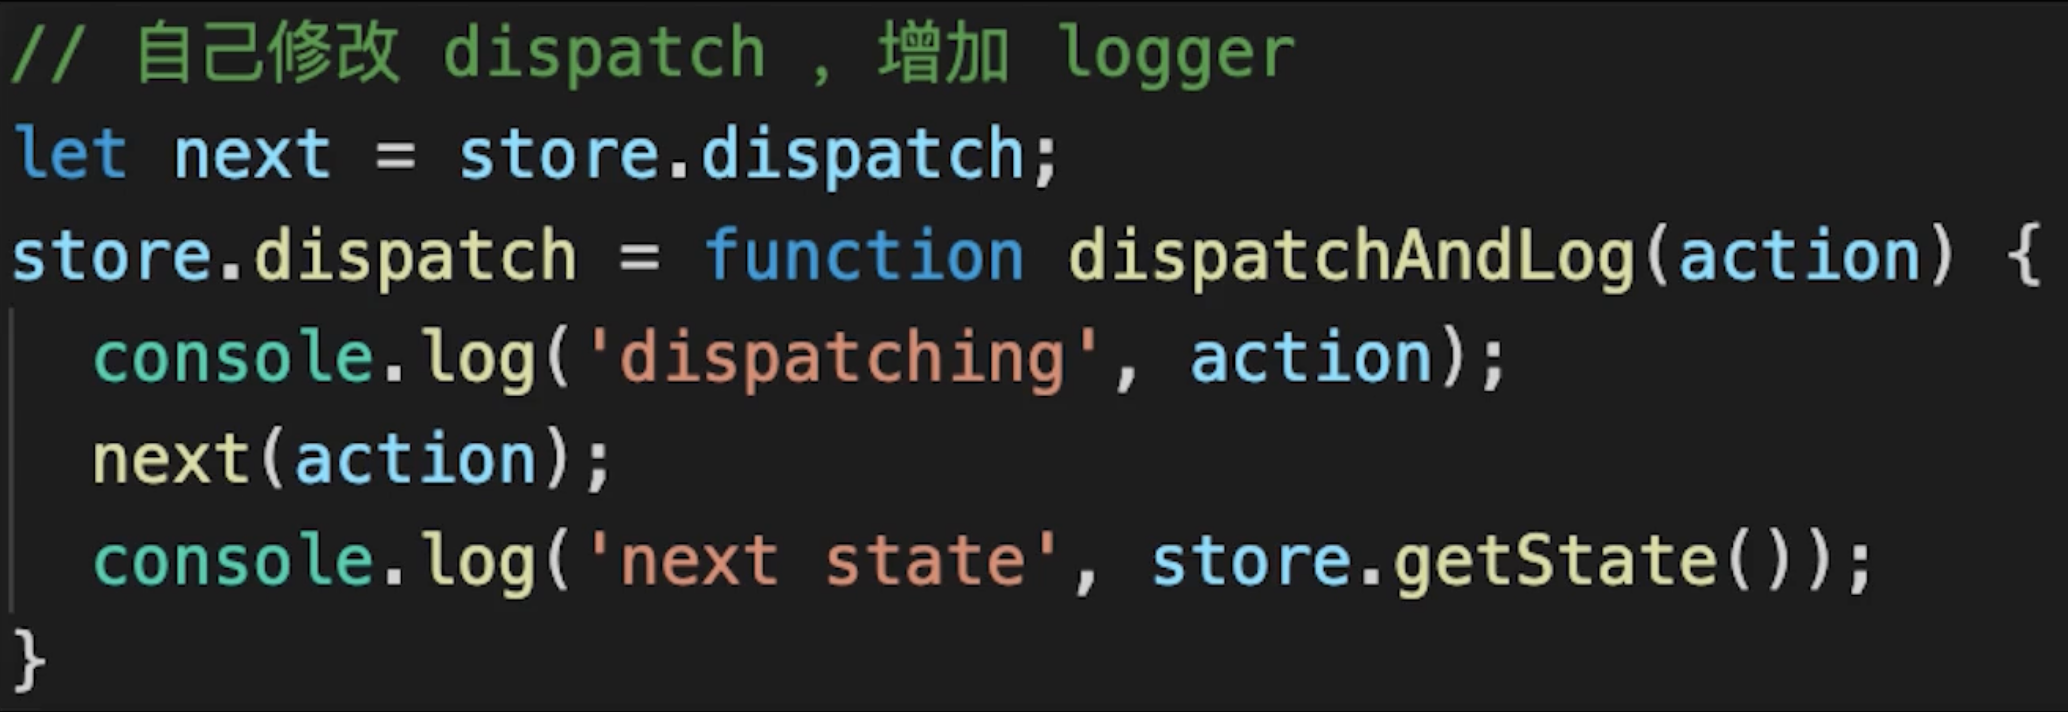 // 自己修改 dispatch ，增加 logger
let next = store.dispatch;
store.dispatch = function dispatchAndLog(action) {
  console.log('dispatching', action);
  next(action);
  console.log('next state', store.getState());
}